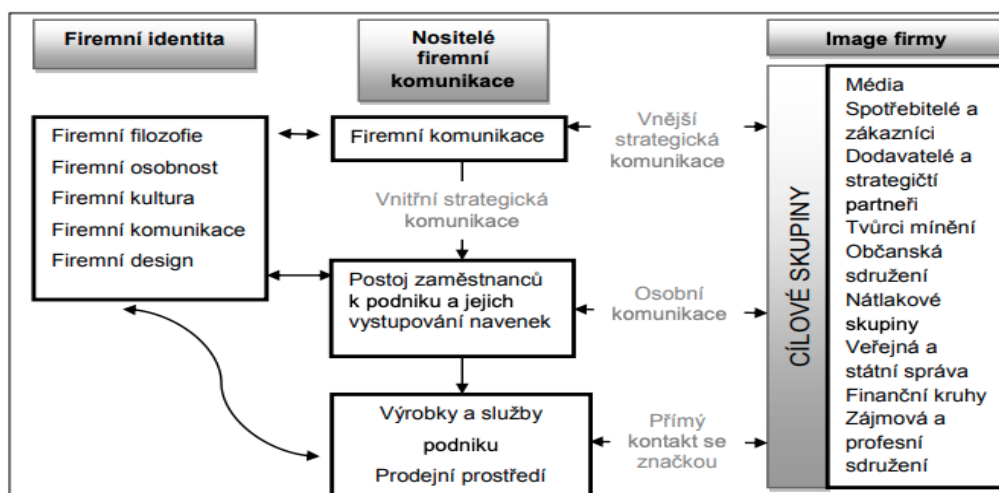 Firemní identita
Nositelé
firemní
komunikace
Image firmy
Firemní filozofie
Firemní osobnost
Firemní kultura
Firemní komunikace
Firemní design
Firemní komunikace
Vnitřní strategická
komunikace
Postoj zaměstnanců
k podniku a jejich
vystupování navenek
Výrobky a služby
podniku
Prodejní prostředí
Vnější
strategická
komunikace
Osobní
komunikace
Přímý
kontakt se
značkou
CÍLOVÉ SKUPINY
Média
Spotřebitelé a
zákazníci
Dodavatelé a
strategičtí
partneři
Tvůrci mínění
Občanská
sdružení
Nátlakové
skupiny
Veřejná a
státní správa
Finanční kruhy
Zájmová a
profesní
sdružení